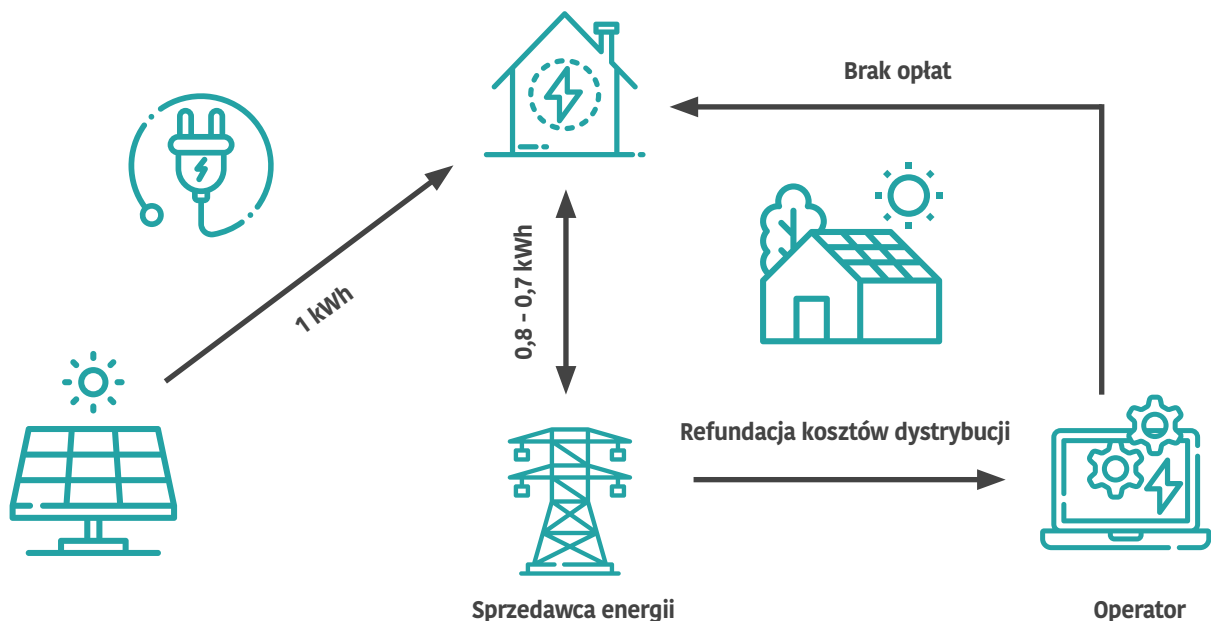 Brak opłat
1 kWh
0,8 - 0,7 kWh
Refundacja kosztów dystrybucji
Sprzedawca energii
Operator